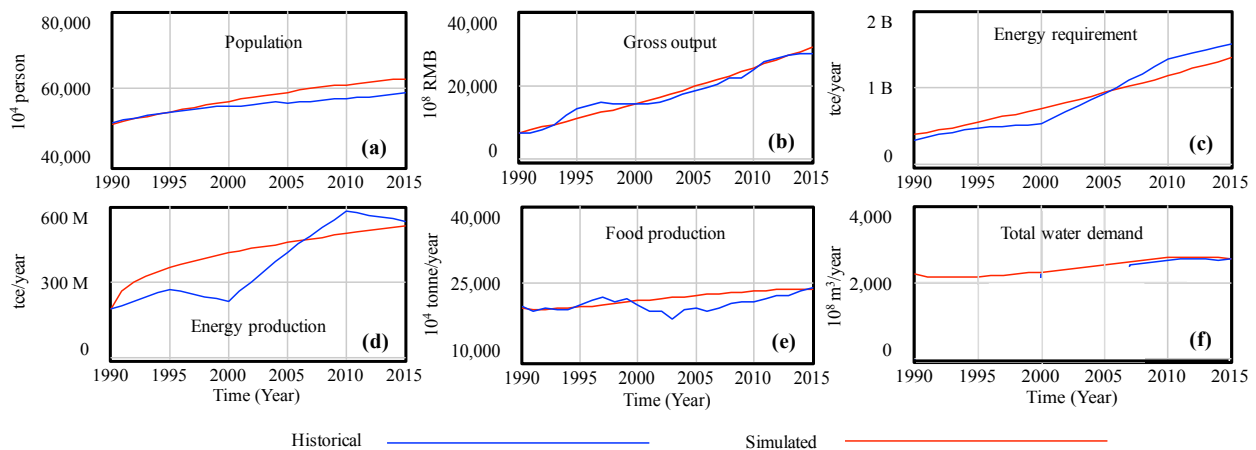 80,000
60,000
40,000
10⁴ person
Population
(a)
1990 1995 2000 2005 2010 2015
40,000
20,000
0
10⁸ RMB
Gross output
(b)
1990 1995 2000 2005 2010 2015
2 B
1 B
0
tce/year
Energy requirement
(c)
1990 1995 2000 2005 2010 2015
600 M
300 M
0
tce/year
Energy production
(d)
1990 1995 2000 2005 2010 2015
Time (Year)
40,000
25,000
10,000
10⁴ tonne/year
Food production
(e)
1990 1995 2000 2005 2010 2015
Time (Year)
4,000
2,000
0
10⁸ m³/year
Total water demand
(f)
1990 1995 2000 2005 2010 2015
Time (Year)
Historical
Simulated